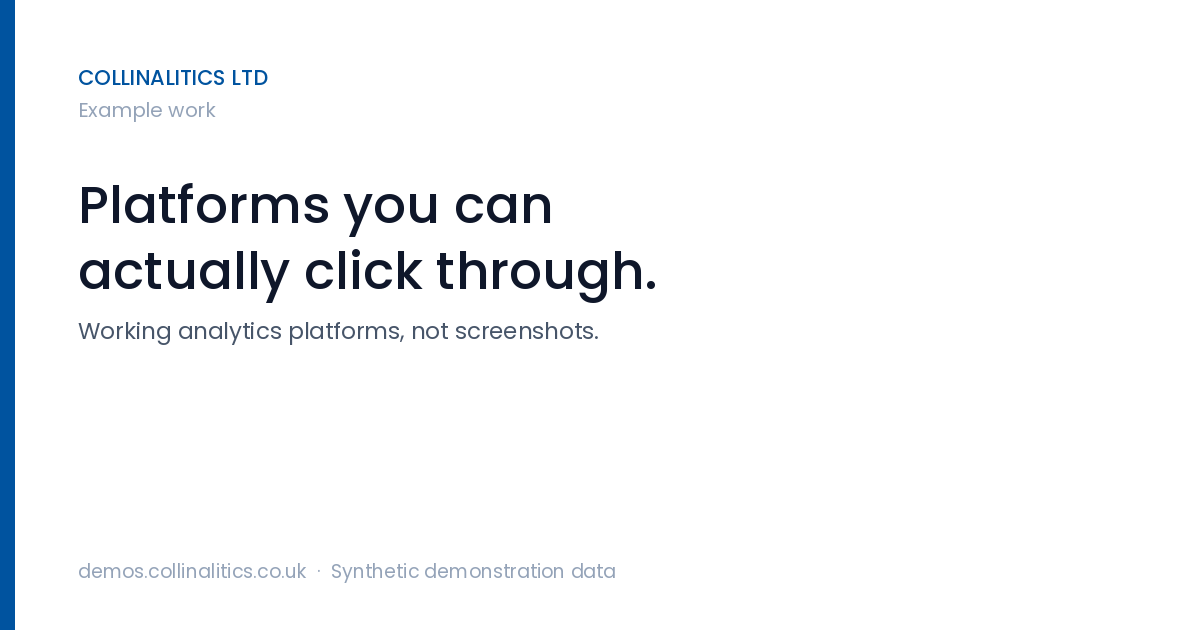 COLLINALITICS LTD
Example work
Platforms you can
actually click through.
Working analytics platforms, not screenshots.
demos.collinalitics.co.uk · Synthetic demonstration data